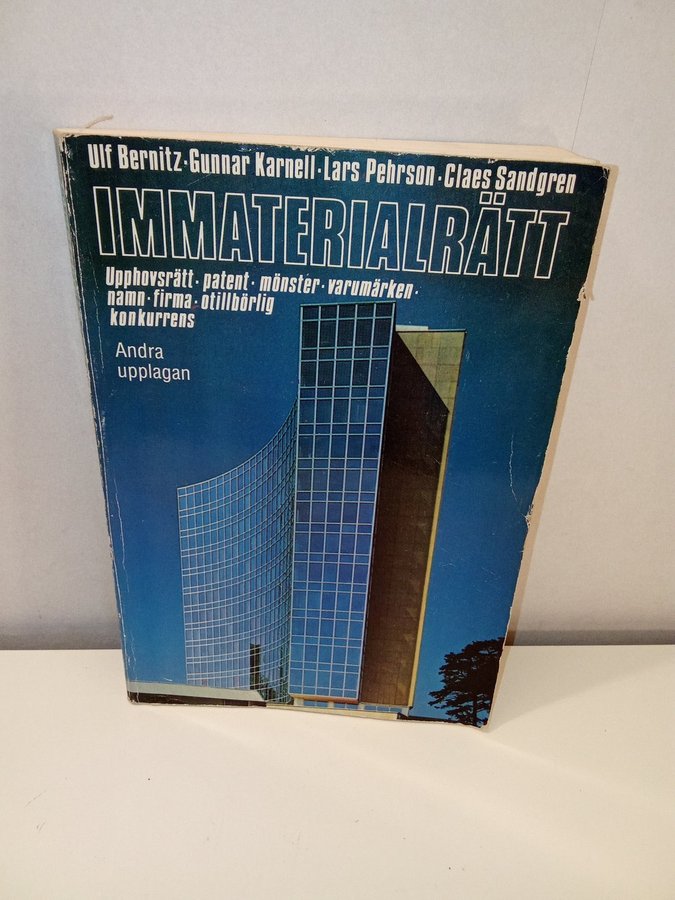 Ulf Bernitz · Gunnar Karnell · Lars Pehrson · Claes Sandgren
IMMATERIALRÄTT
Upphovsrätt · patent · mönster · varumärken ·
namn · firma · otillbörlig
konkurrens
Andra
upplagan